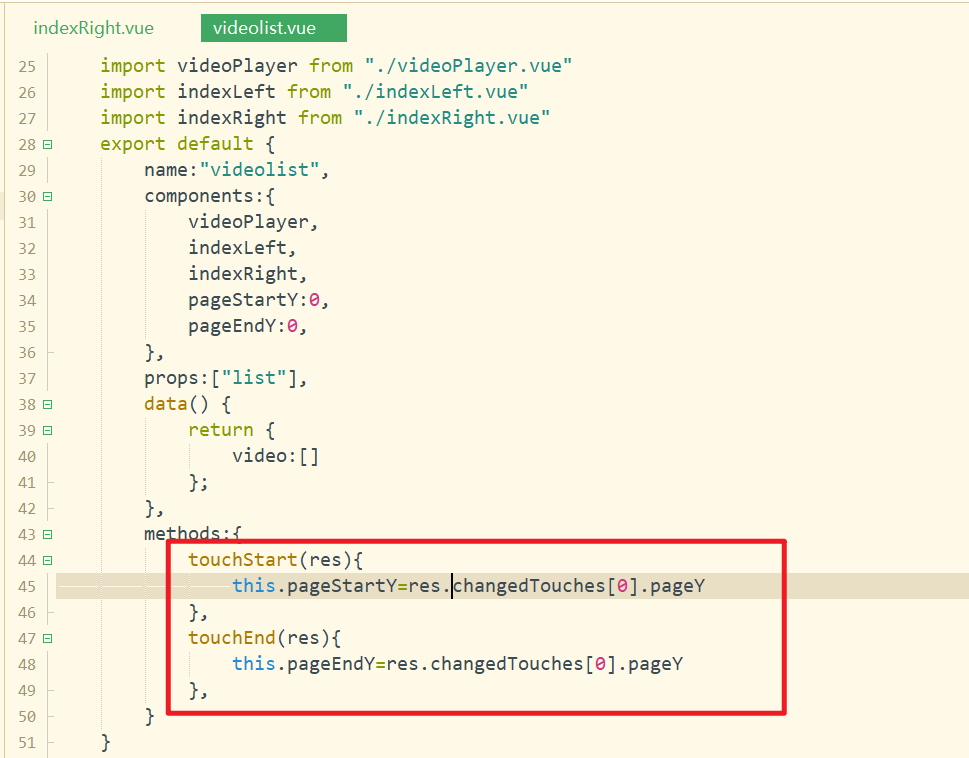 indexRight.vue videolist.vue
25 import videoPlayer from "./videoPlayer.vue"
26 import indexLeft from "./indexLeft.vue"
27 import indexRight from "./indexRight.vue"
28 export default {
29 name:"videolist",
30 components:{
31 videoPlayer,
32 indexLeft,
33 indexRight,
34 pageStartY:0,
35 pageEndY:0,
36 },
37 props:["list"],
38 data() {
39 return {
40 video:[]
41 };
42 },
43 methods:{
44 touchStart(res){
45 this.pageStartY=res.changedTouches[0].pageY
46 },
47 touchEnd(res){
48 this.pageEndY=res.changedTouches[0].pageY
49 },
50 }
51 }